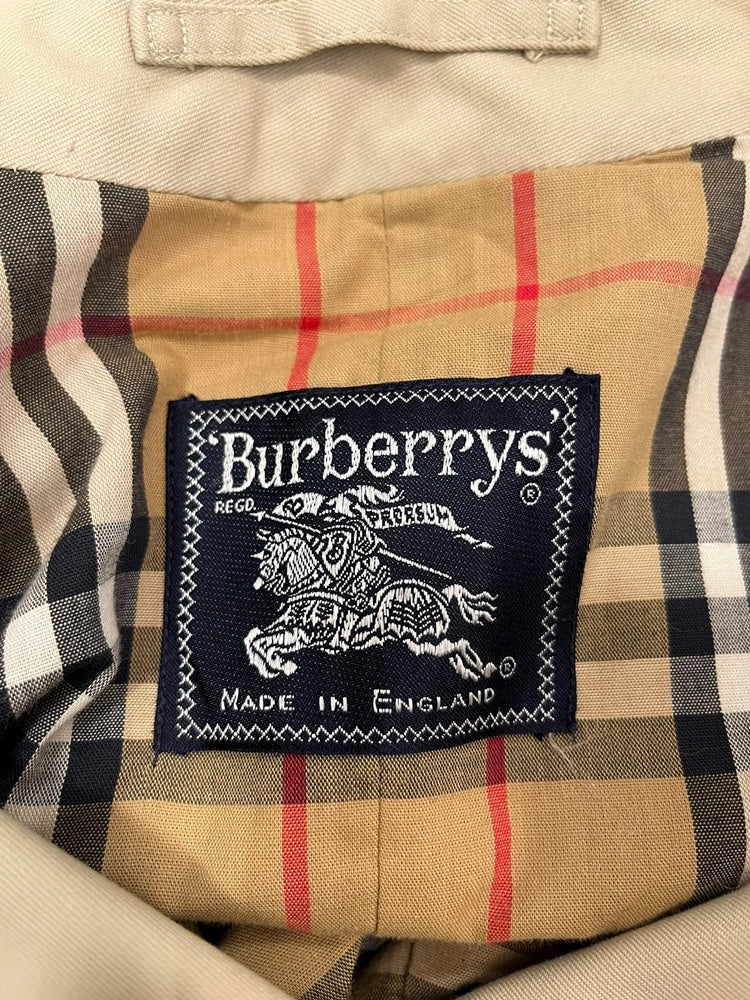 'Burberrys'
REGD. ®
PRORSUM
®
MADE IN ENGLAND